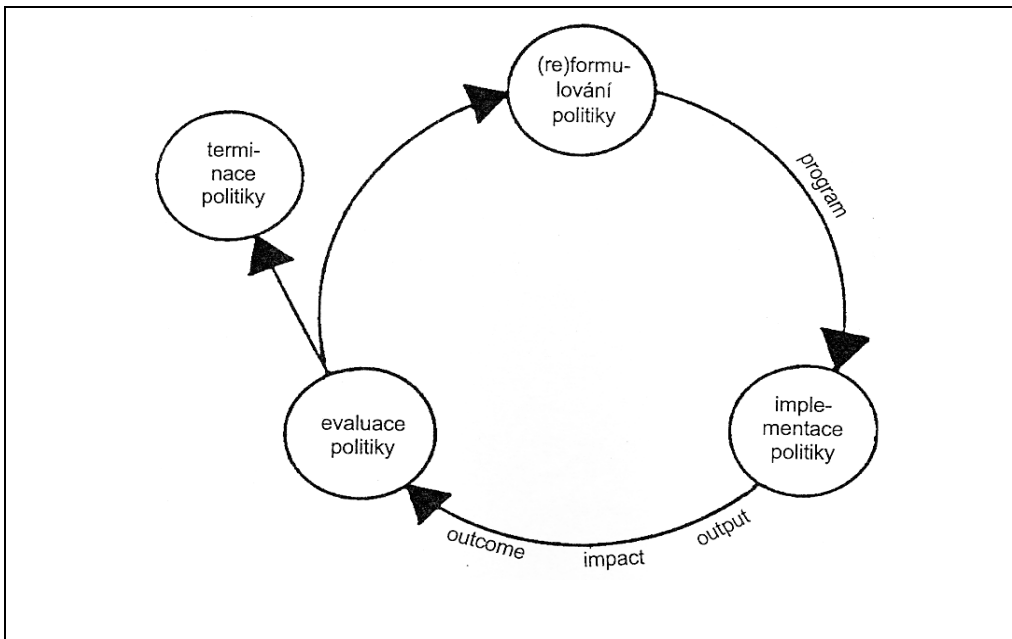 (re)formu-
lování
politiky
termi-
nace
politiky
program
evaluace
politiky
imple-
mentace
politiky
outcome
impact
output